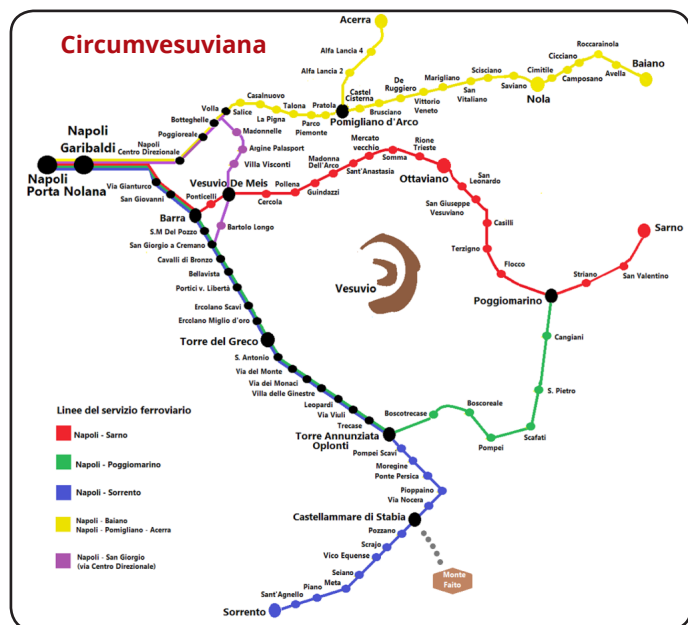 Circumvesuviana
Acerra
Alfa Lancia 4
Alfa Lancia 2
Castel
Cisterna
Pomigliano d'Arco
Brusciano
De
Ruggiero
Vittorio
Veneto
Marigliano
San
Vitaliano
Scisciano
Saviano
Nola
Cimitile
Cicciano
Camposano
Roccarainola
Avella
Baiano
Casalnuovo
La Pigna
Talona
Parco
Piemonte
Pratola
Volla
Salice
Botteghelle
Poggioreale
Napoli
Centro Direzionale
Madonnelle
Argine Palasport
Villa Visconti
Napoli
Garibaldi
Napoli
Porta Nolana
Via Gianturco
San Giovanni
Barra
Ponticelli
Vesuvio De Meis
Cercola
Pollena
Guindazzi
Madonna
Dell'Arco
Sant'Anastasia
Mercato
vecchio
Somma
Rione
Trieste
Ottaviano
San
Leonardo
San Giuseppe
Vesuviano
Casilli
Terzigno
Flocco
Poggiomarino
Striano
San Valentino
Sarno
Bartolo Longo
S.M Del Pozzo
San Giorgio a Cremano
Cavalli di Bronzo
Bellavista
Portici v. Libertà
Ercolano Scavi
Ercclano Miglio d'oro
Torre del Greco
S. Antonio
Via del Monte
Via dei Monaci
Villa delle Ginestre
Leopardi
Via Viuli
Trecase
Torre Annunziata
Oplonti
Vesuvio
Cangiani
S. Pietro
Scafati
Pompei
Boscoreale
Boscotrecase
Pompei Scavi
Moregine
Ponte Persica
Pioppaino
Via Nocera
Castellammare di Stabia
Pozzano
Scrajo
Vico Equense
Seiano
Meta
Piano
Sant'Agnello
Sorrento
Monte
Faito
Linee del servizio ferroviario
Napoli - Sarno
Napoli - Poggiomarino
Napoli - Sorrento
Napoli - Baiano
Napoli - Pomigliano - Acerra
Napoli - San Giorgio
(via Centro Direzionale)